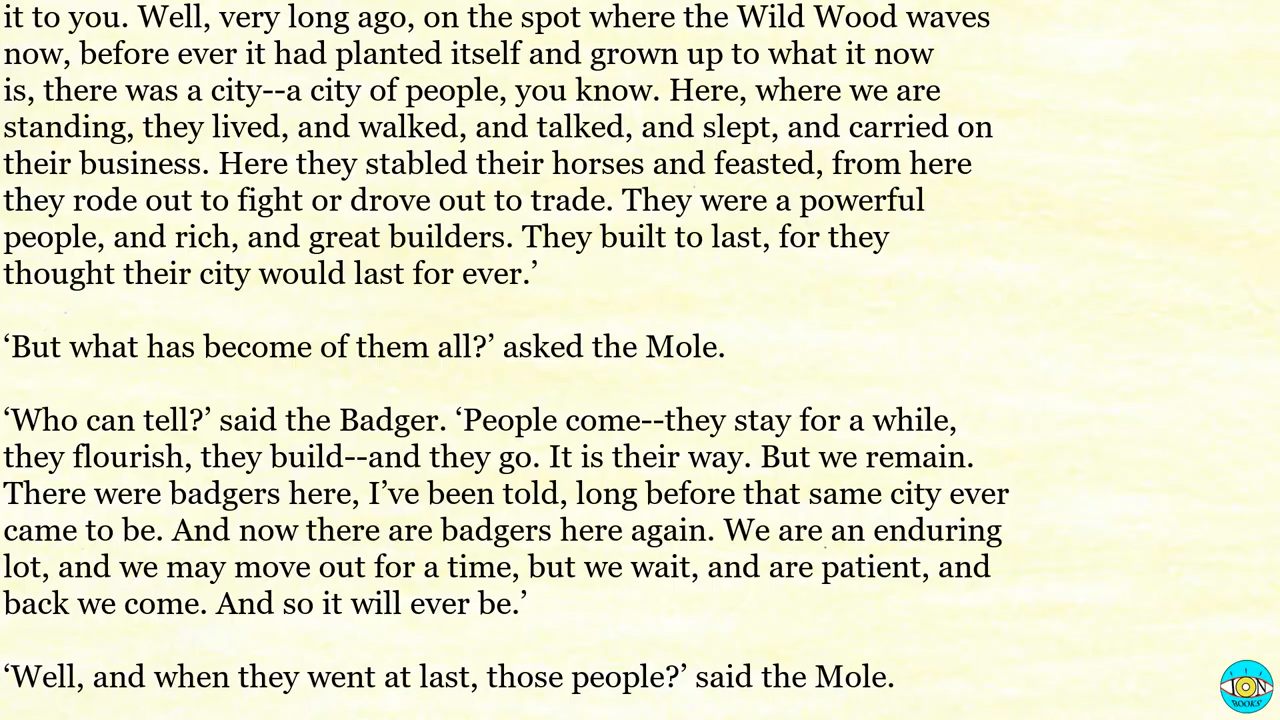 it to you. Well, very long ago, on the spot where the Wild Wood waves
now, before ever it had planted itself and grown up to what it now
is, there was a city--a city of people, you know. Here, where we are
standing, they lived, and walked, and talked, and slept, and carried on
their business. Here they stabled their horses and feasted, from here
they rode out to fight or drove out to trade. They were a powerful
people, and rich, and great builders. They built to last, for they
thought their city would last for ever.’
‘But what has become of them all?’ asked the Mole.
‘Who can tell?’ said the Badger. ‘People come--they stay for a while,
they flourish, they build--and they go. It is their way. But we remain.
There were badgers here, I’ve been told, long before that same city ever
came to be. And now there are badgers here again. We are an enduring
lot, and we may move out for a time, but we wait, and are patient, and
back we come. And so it will ever be.’
‘Well, and when they went at last, those people?’ said the Mole.
ION
BOOKS